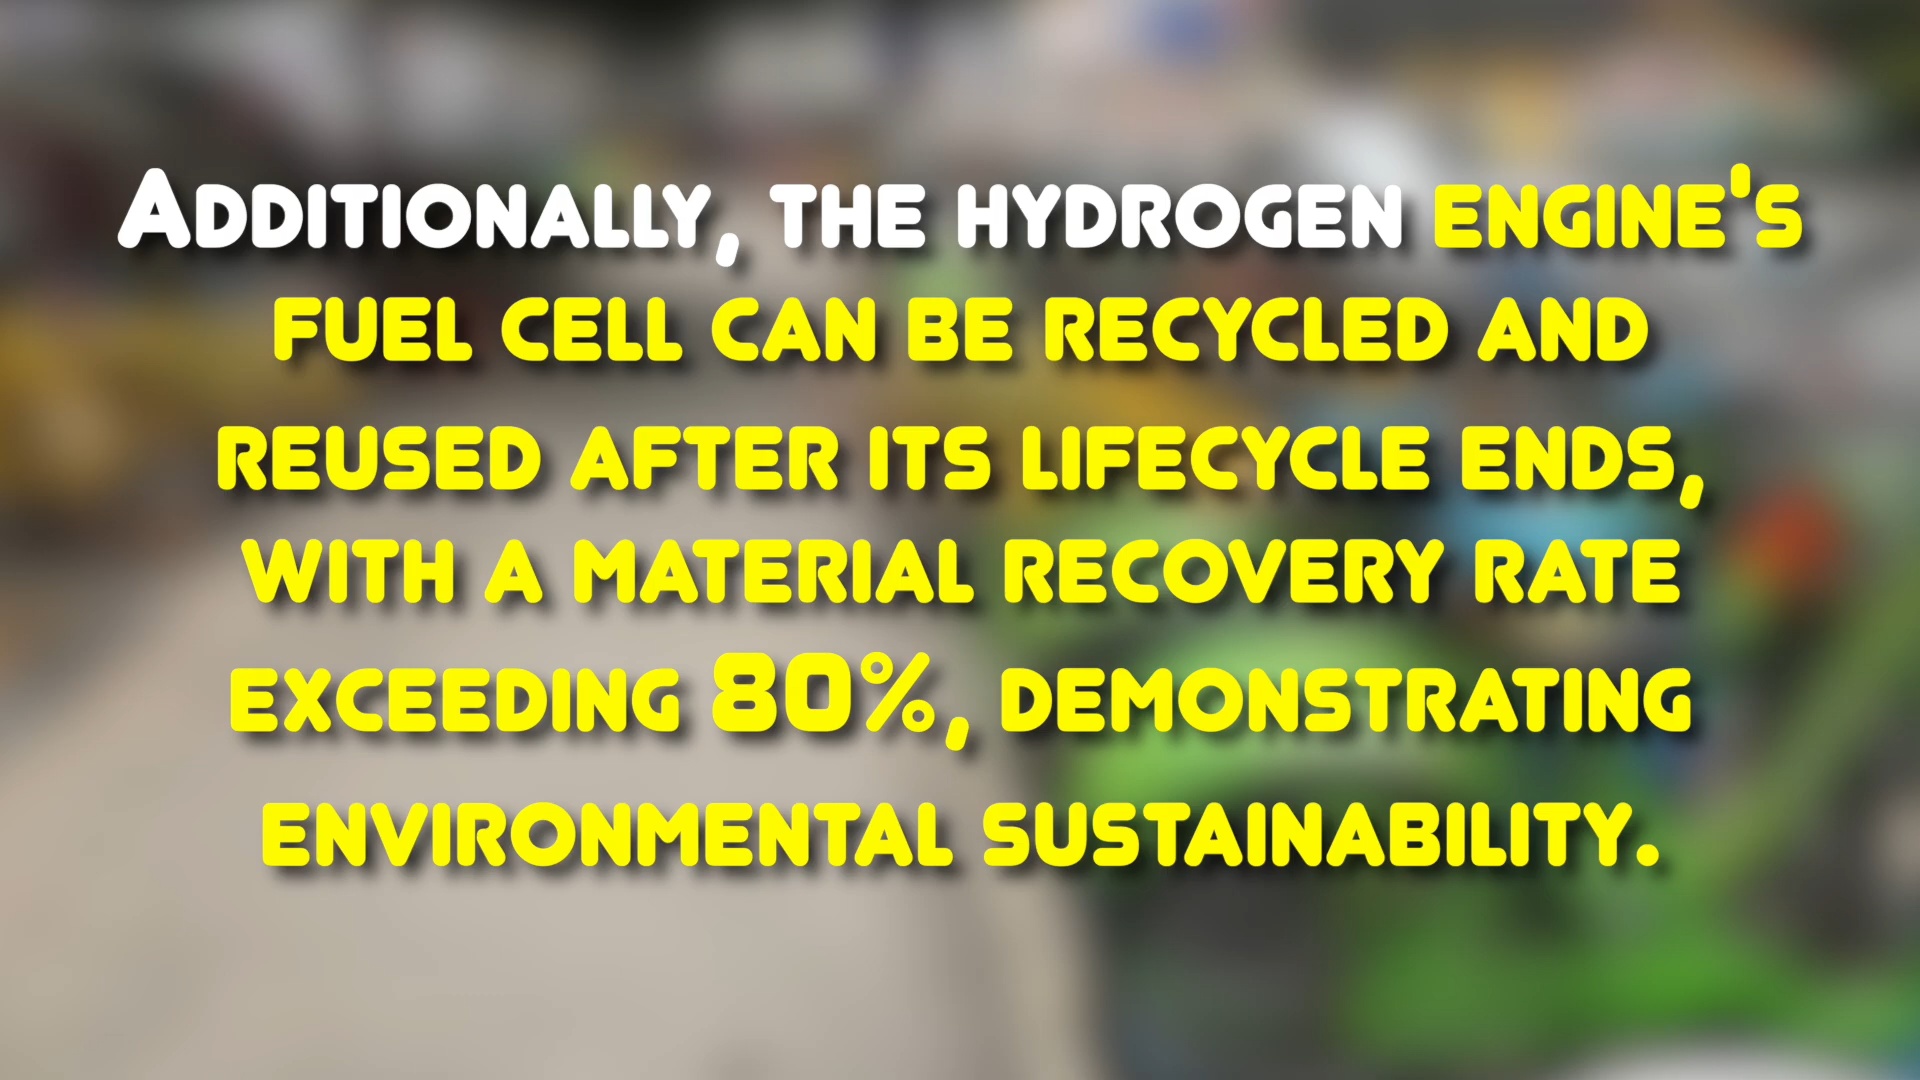 Additionally, the hydrogen engine's
fuel cell can be recycled and
reused after its lifecycle ends,
with a material recovery rate
exceeding 80%, demonstrating
environmental sustainability.